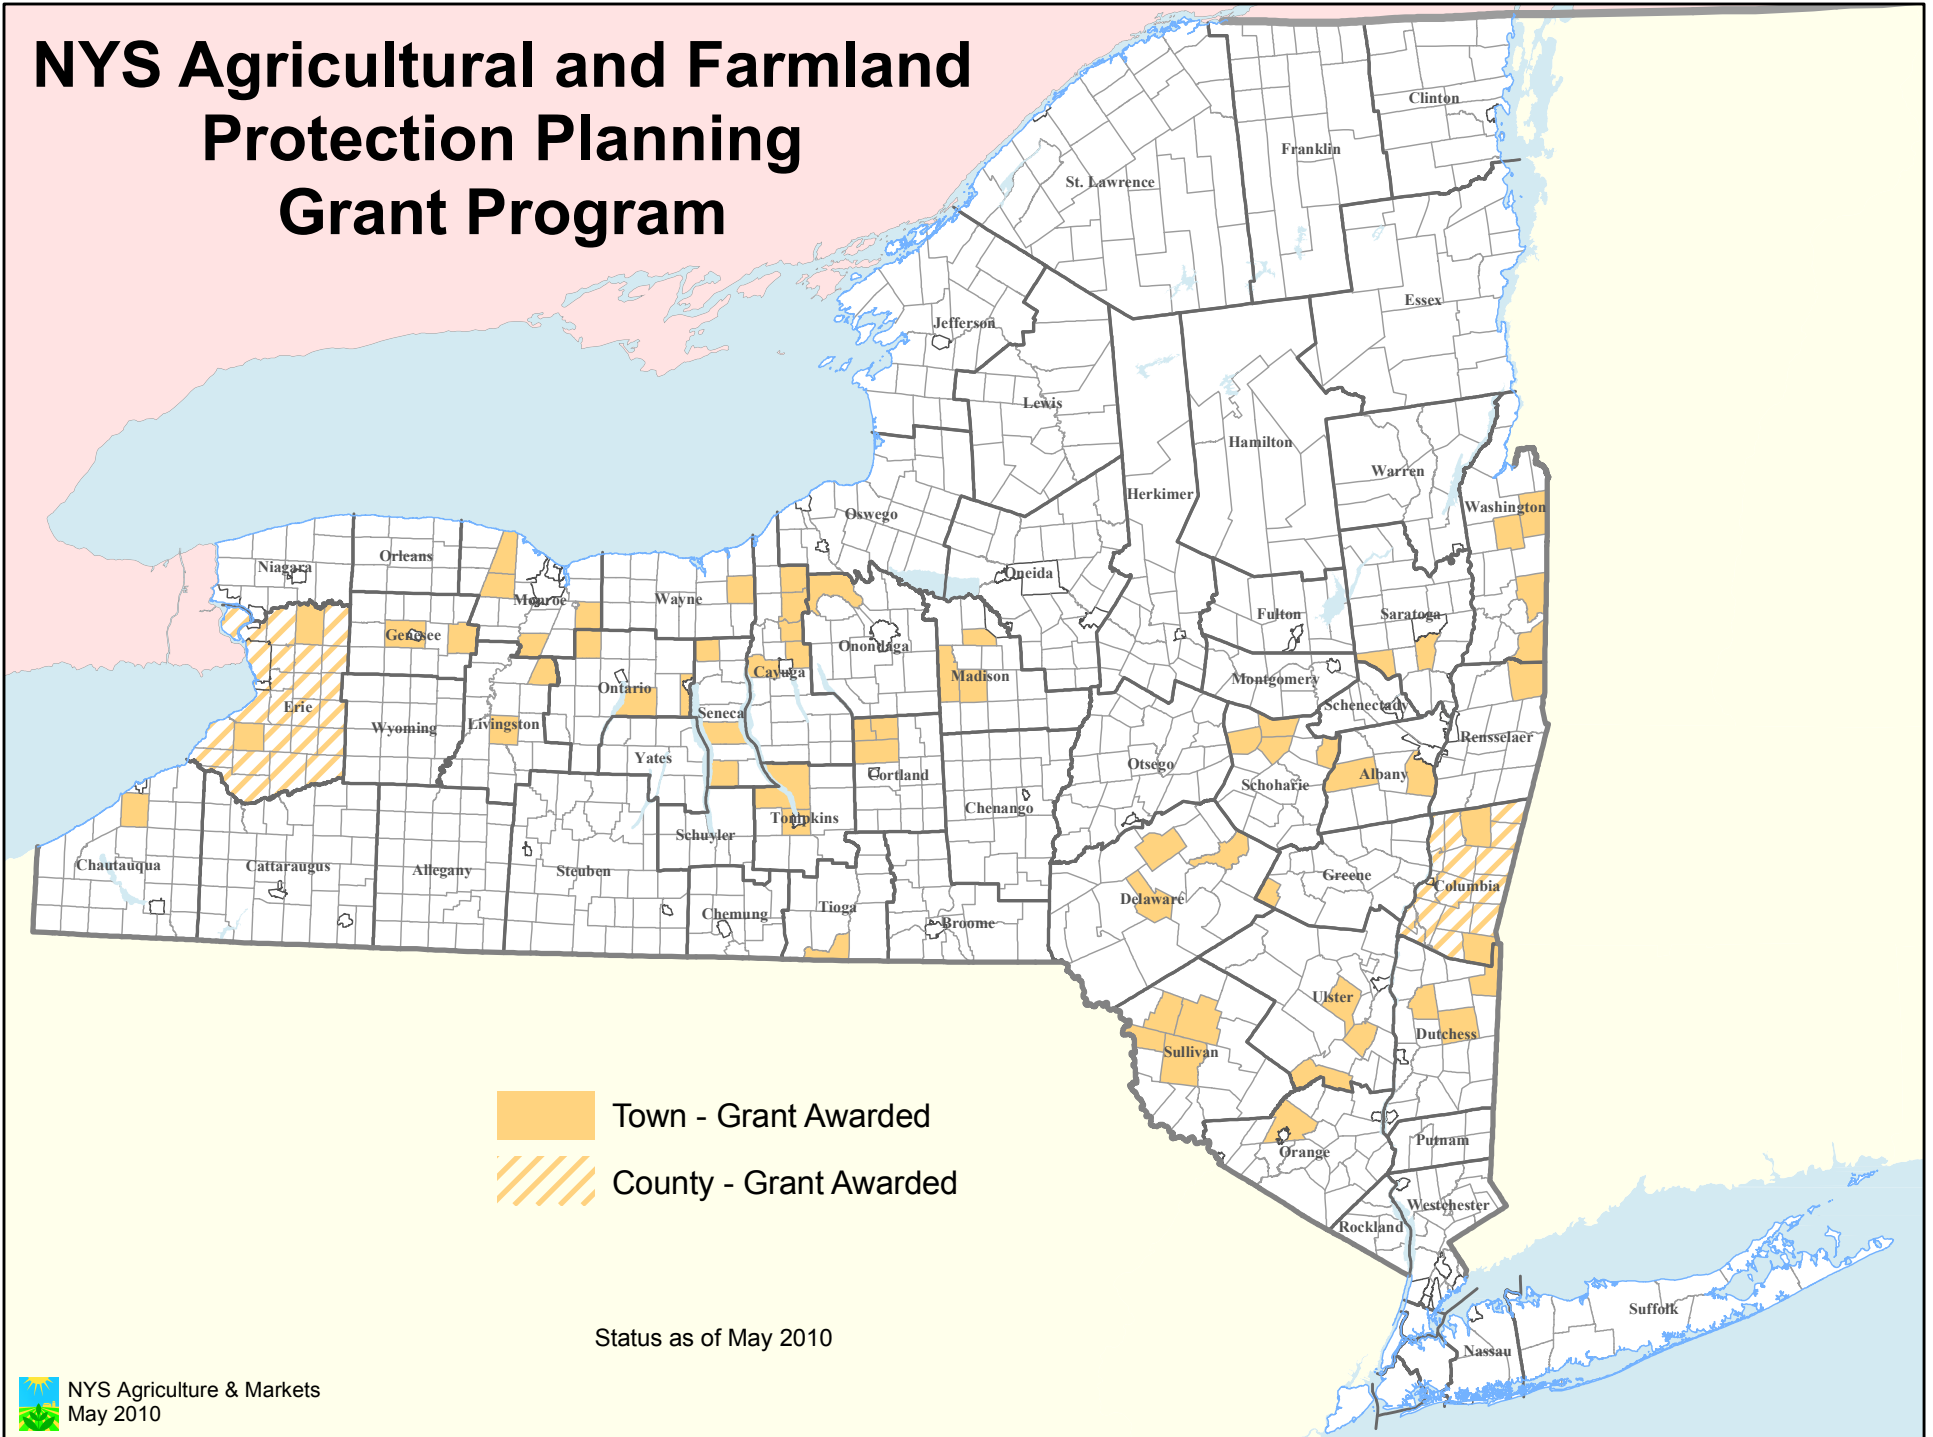 NYS Agricultural and Farmland
Protection Planning
Grant Program
Clinton
Franklin
St. Lawrence
Essex
Jefferson
Lewis
Hamilton
Warren
Herkimer
Washington
Oswego
Orleans
Niagara
Oneida
Monroe
Wayne
Fulton
Saratoga
Genesee
Onondaga
Cayuga
Madison
Montgomery
Ontario
Erie
Seneca
Schenectady
Livingston
Wyoming
Rensselaer
Yates
Otsego
Albany
Cortland
Schoharie
Chenango
Tompkins
Schuyler
Chautauqua
Cattaraugus
Allegany
Steuben
Greene
Columbia
Delaware
Tioga
Chemung
Broome
Ulster
Dutchess
Sullivan
Town - Grant Awarded
Putnam
Orange
County - Grant Awarded
Westchester
Rockland
Suffolk
Status as of May 2010
Nassau
NYS Agriculture & Markets
May 2010